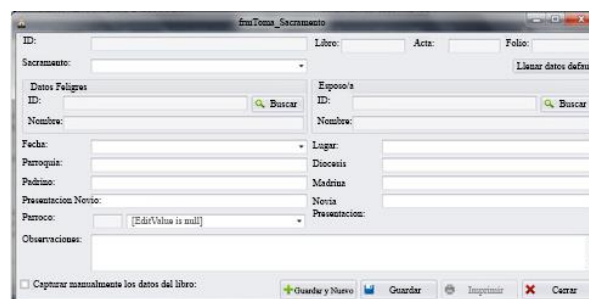 frmToma_Sacramento
ID: Libro: Acta: Folio:
Sacramento: Llenar datos defau
Datos Feligres Esposo/a
ID: Buscar ID: Buscar
Nombre: Nombre:
Fecha: Lugar:
Parroquia: Diocesis
Padrino: Madrina
Presentacion Novio: Novia
Presentacion:
Parroco: [EditValue is null]
Observaciones:
Capturar manualmente los datos del libro: Guardar y Nuevo Guardar Imprimir Cerrar